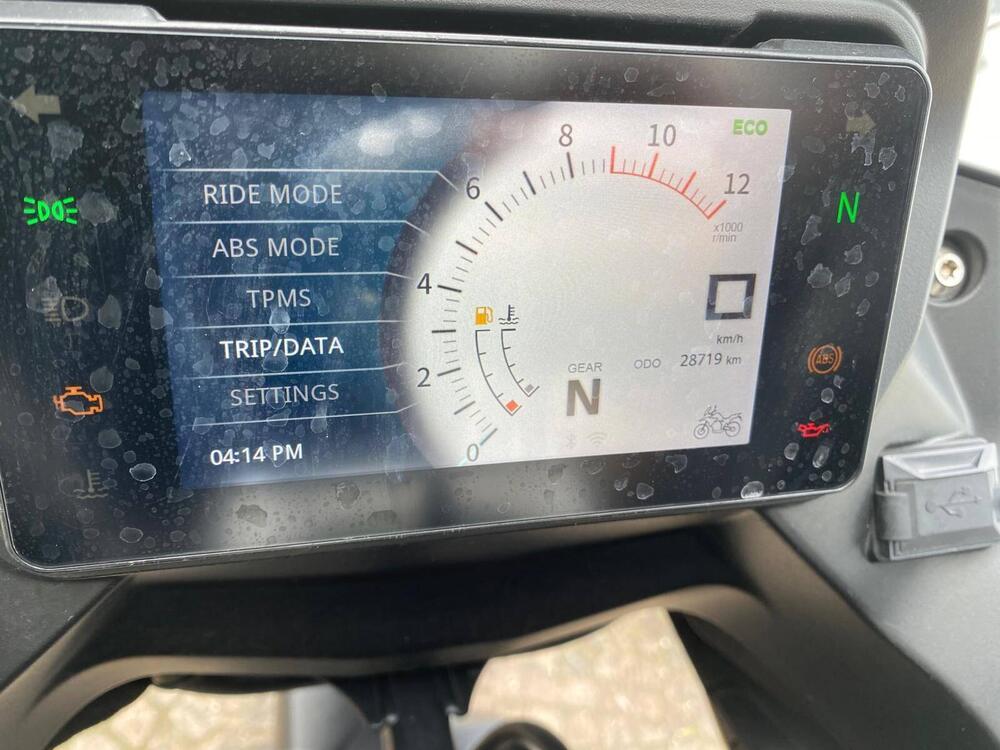 ECO
8 10
6 12
x1000
r/min
RIDE MODE
ABS MODE
4
TPMS
0
km/h
TRIP/DATA
ODO 28719 km
GEAR
2
N
SETTINGS
04:14 PM
0
N
ABS